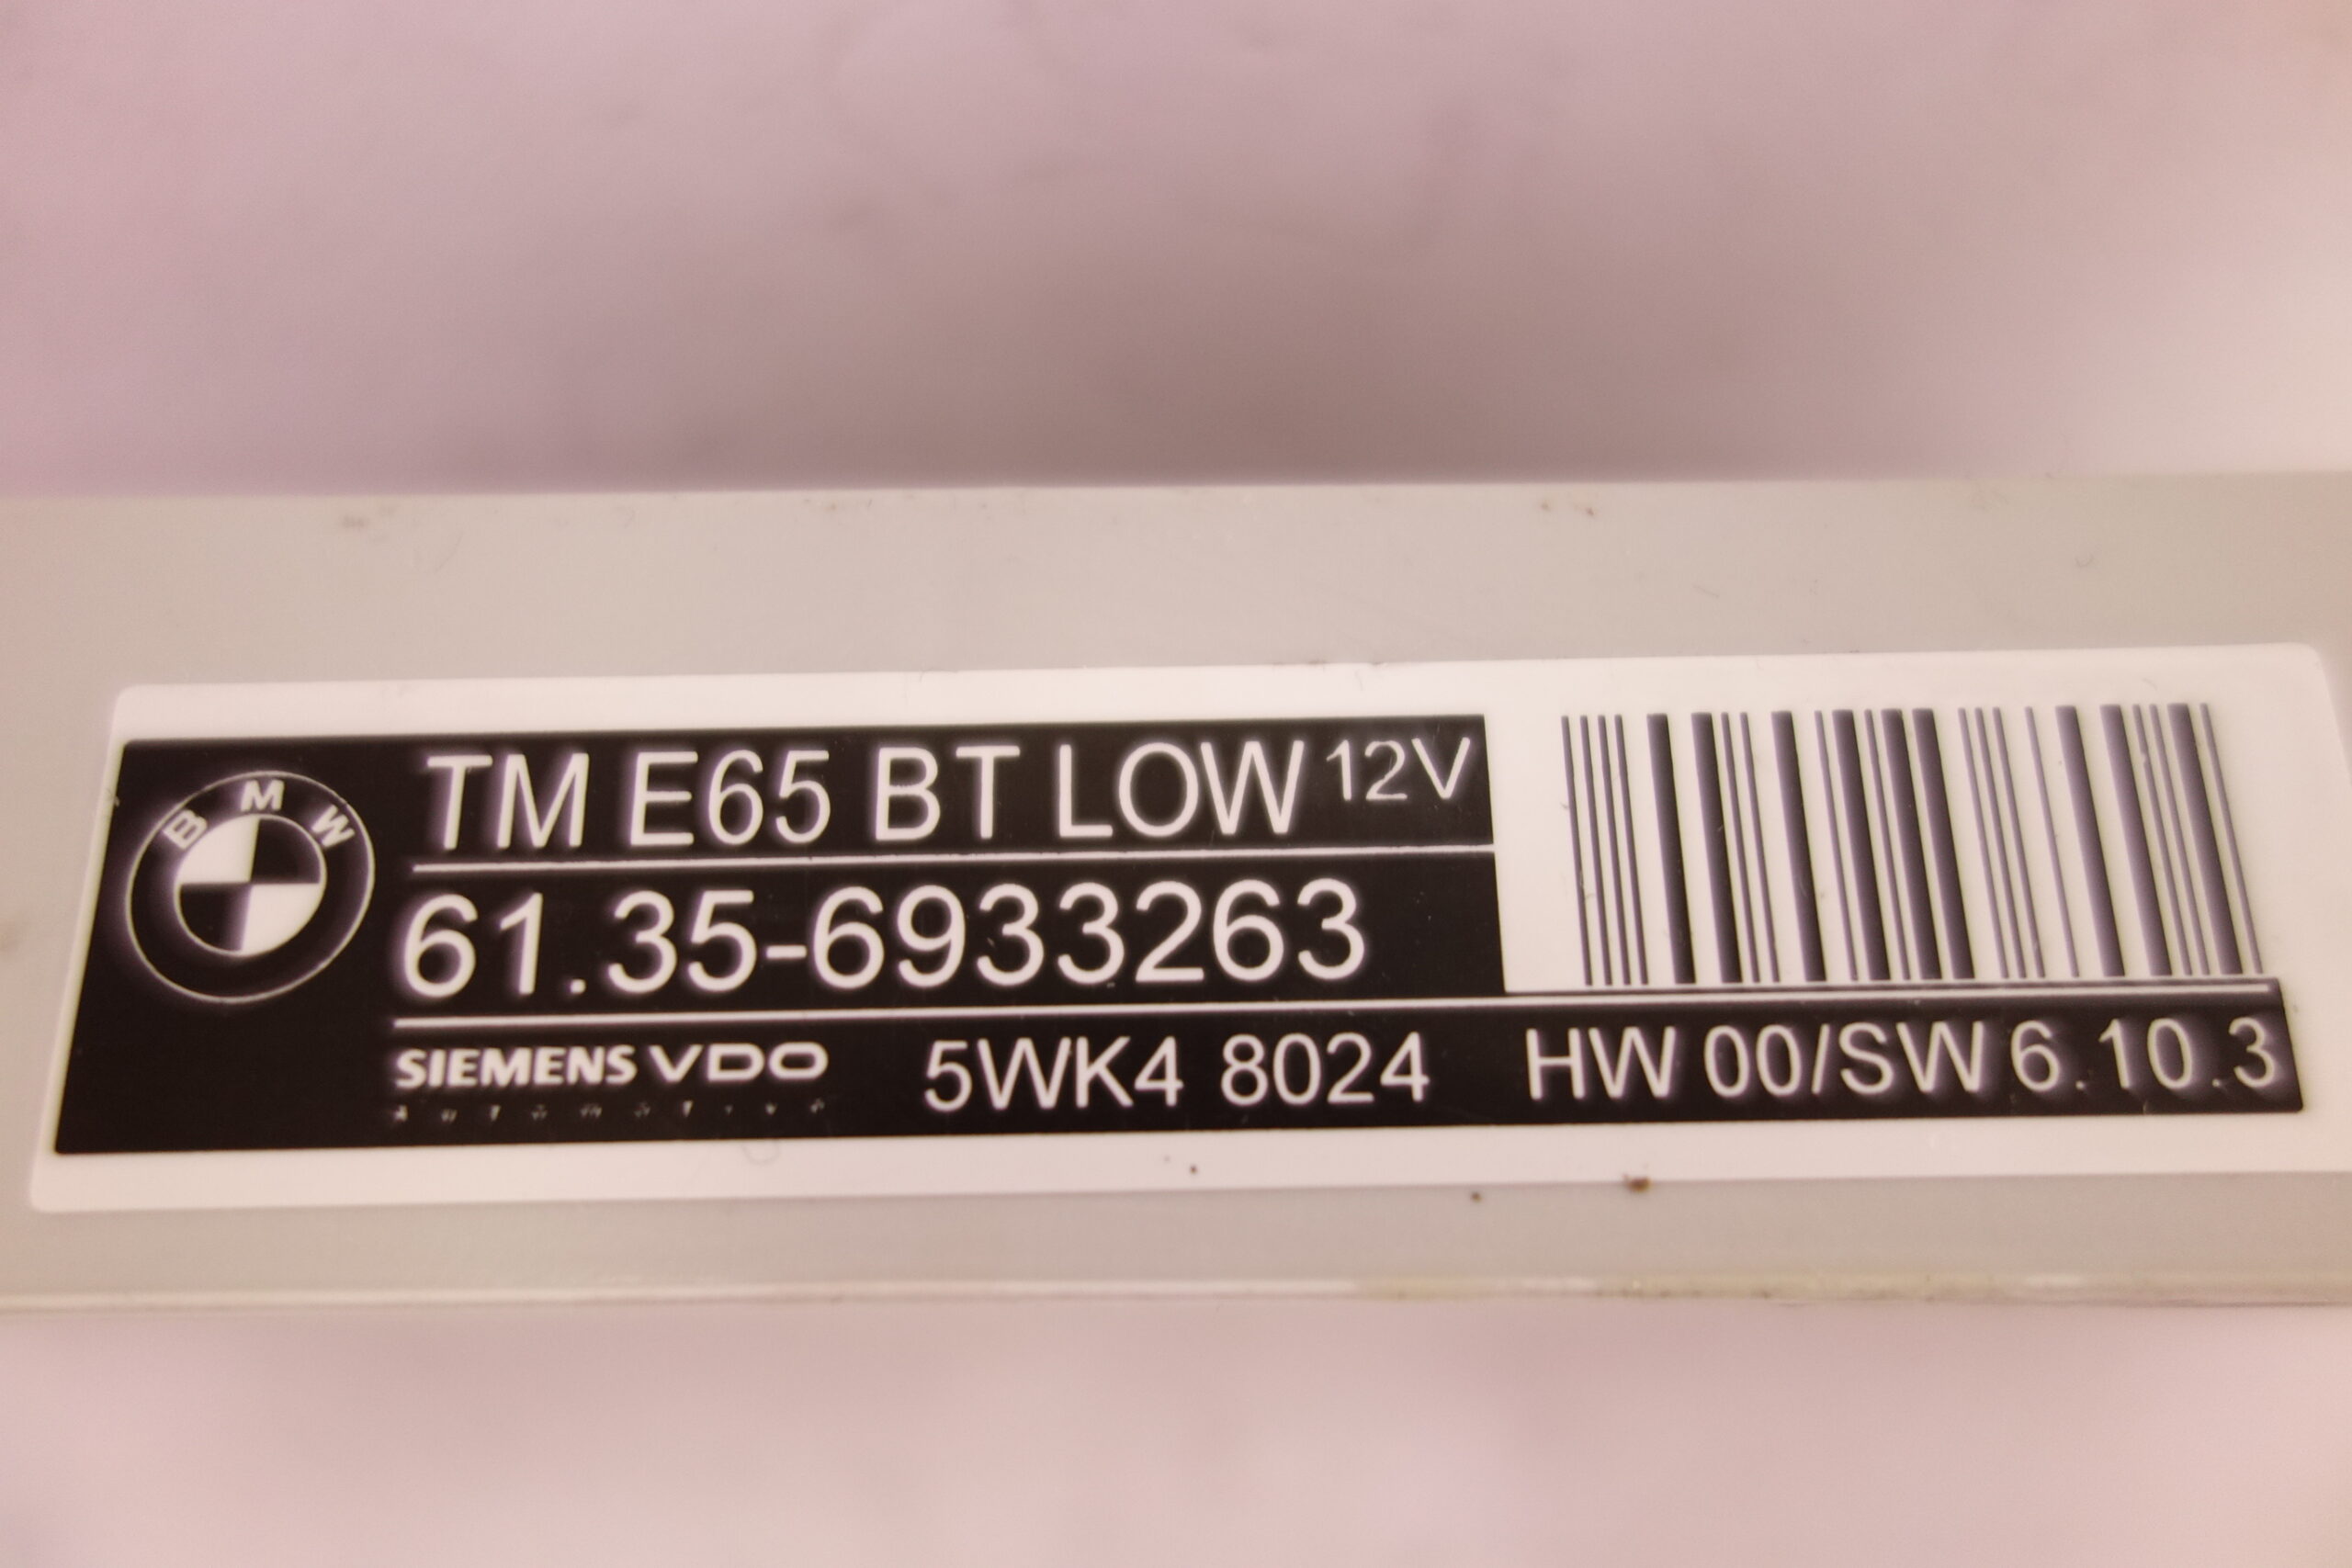 BMW
TM E65 BT LOW 12V
61.35-6933263
SIEMENS VDO 5WK4 8024 HW 00/SW 6.10.3